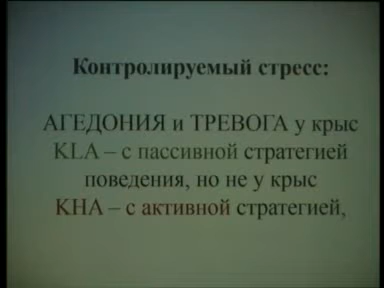 Контролируемый стресс:
АГЕДОНИЯ и ТРЕВОГА у крыс
KLA – с пассивной стратегией
поведения, но не у крыс
KHA – с активной стратегией,